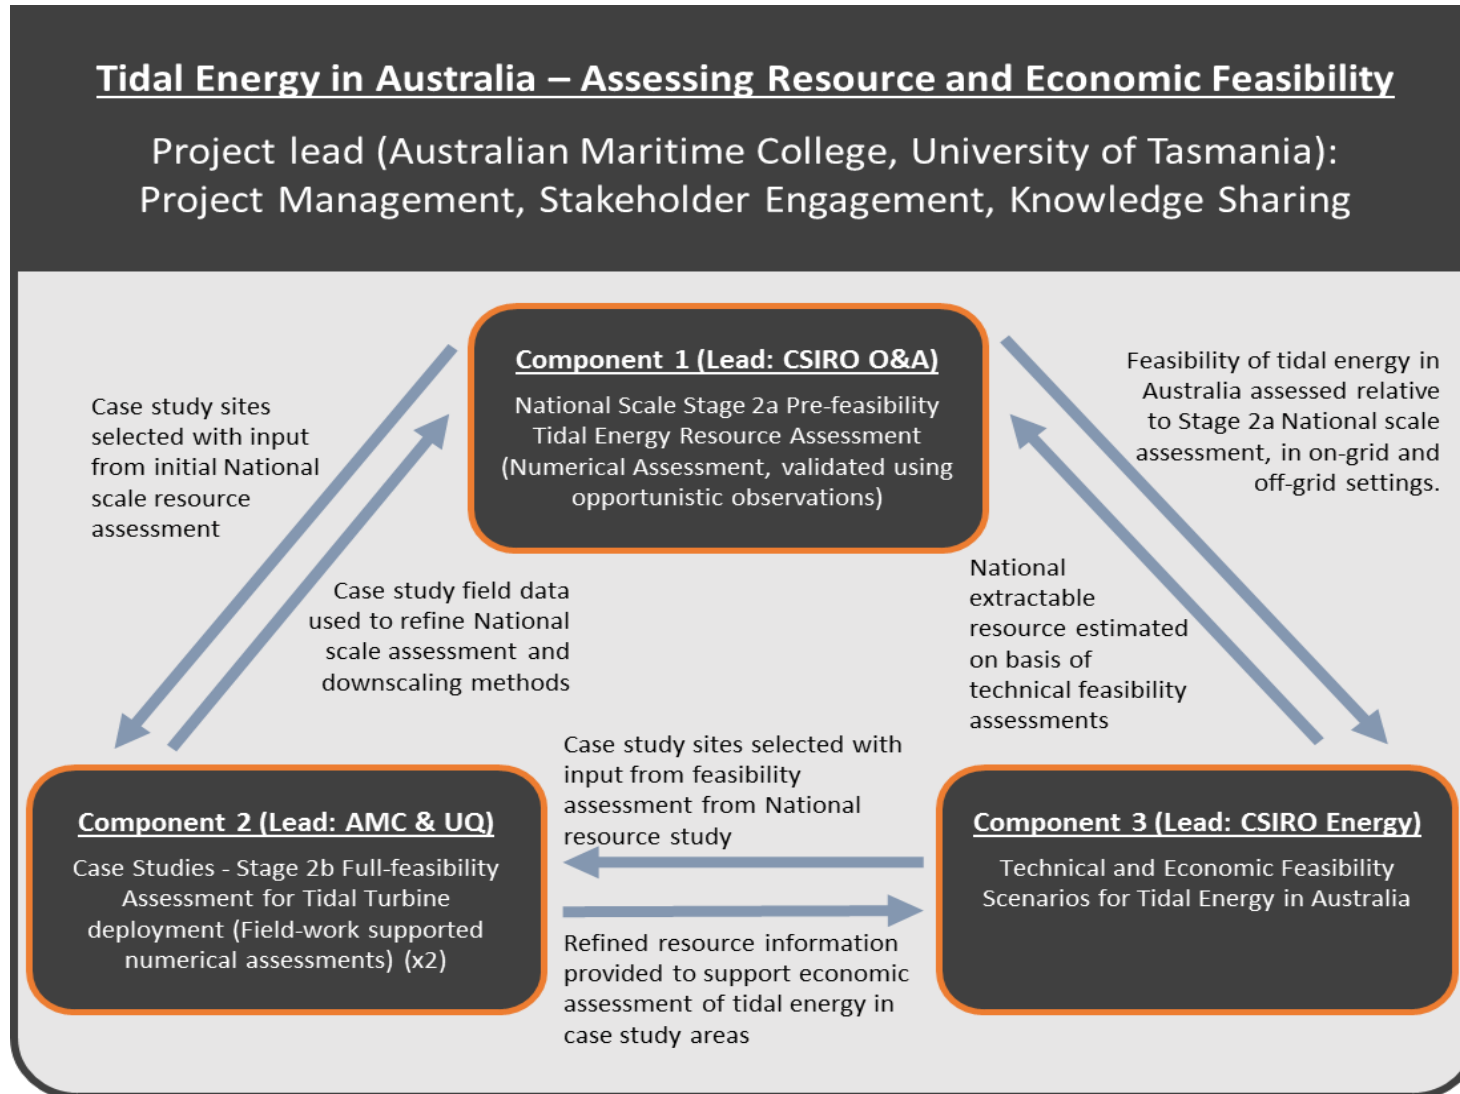 Tidal Energy in Australia – Assessing Resource and Economic Feasibility
Project lead (Australian Maritime College, University of Tasmania):
Project Management, Stakeholder Engagement, Knowledge Sharing
Component 1 (Lead: CSIRO O&A)
National Scale Stage 2a Pre-feasibility
Tidal Energy Resource Assessment
(Numerical Assessment, validated using
opportunistic observations)
Case study sites
selected with input
from initial National
scale resource
assessment
Feasibility of tidal energy in
Australia assessed relative
to Stage 2a National scale
assessment, in on-grid and
off-grid settings.
Case study field data
used to refine National
scale assessment and
downscaling methods
National
extractable
resource estimated
on basis of
technical feasibility
assessments
Case study sites selected with
input from feasibility
assessment from National
resource study
Component 2 (Lead: AMC & UQ)
Case Studies - Stage 2b Full-feasibility
Assessment for Tidal Turbine
deployment (Field-work supported
numerical assessments) (x2)
Component 3 (Lead: CSIRO Energy)
Technical and Economic Feasibility
Scenarios for Tidal Energy in Australia
Refined resource information
provided to support economic
assessment of tidal energy in
case study areas